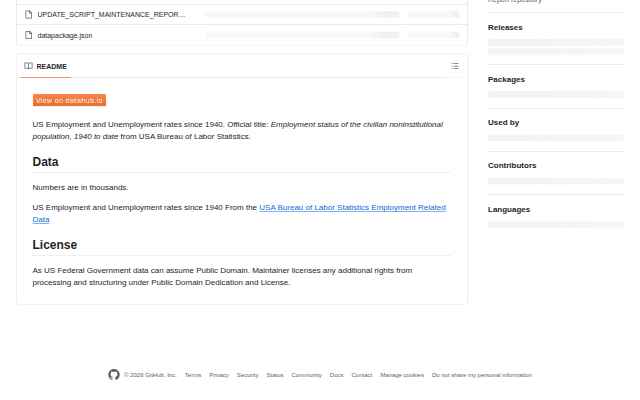 Report repository
UPDATE_SCRIPT_MAINTENANCE_REPOR...
datapackage.json
README
View on datahub.io
US Employment and Unemployment rates since 1940. Official title: Employment status of the civilian noninstitutional
population, 1940 to date from USA Bureau of Labor Statistics.
Data
Numbers are in thousands.
US Employment and Unemployment rates since 1940 From the USA Bureau of Labor Statistics Employment Related
Data
License
As US Federal Government data can assume Public Domain. Maintainer licenses any additional rights from
processing and structuring under Public Domain Dedication and License.
Releases
Packages
Used by
Contributors
Languages
© 2026 GitHub, Inc. Terms Privacy Security Status Community Docs Contact Manage cookies Do not share my personal information